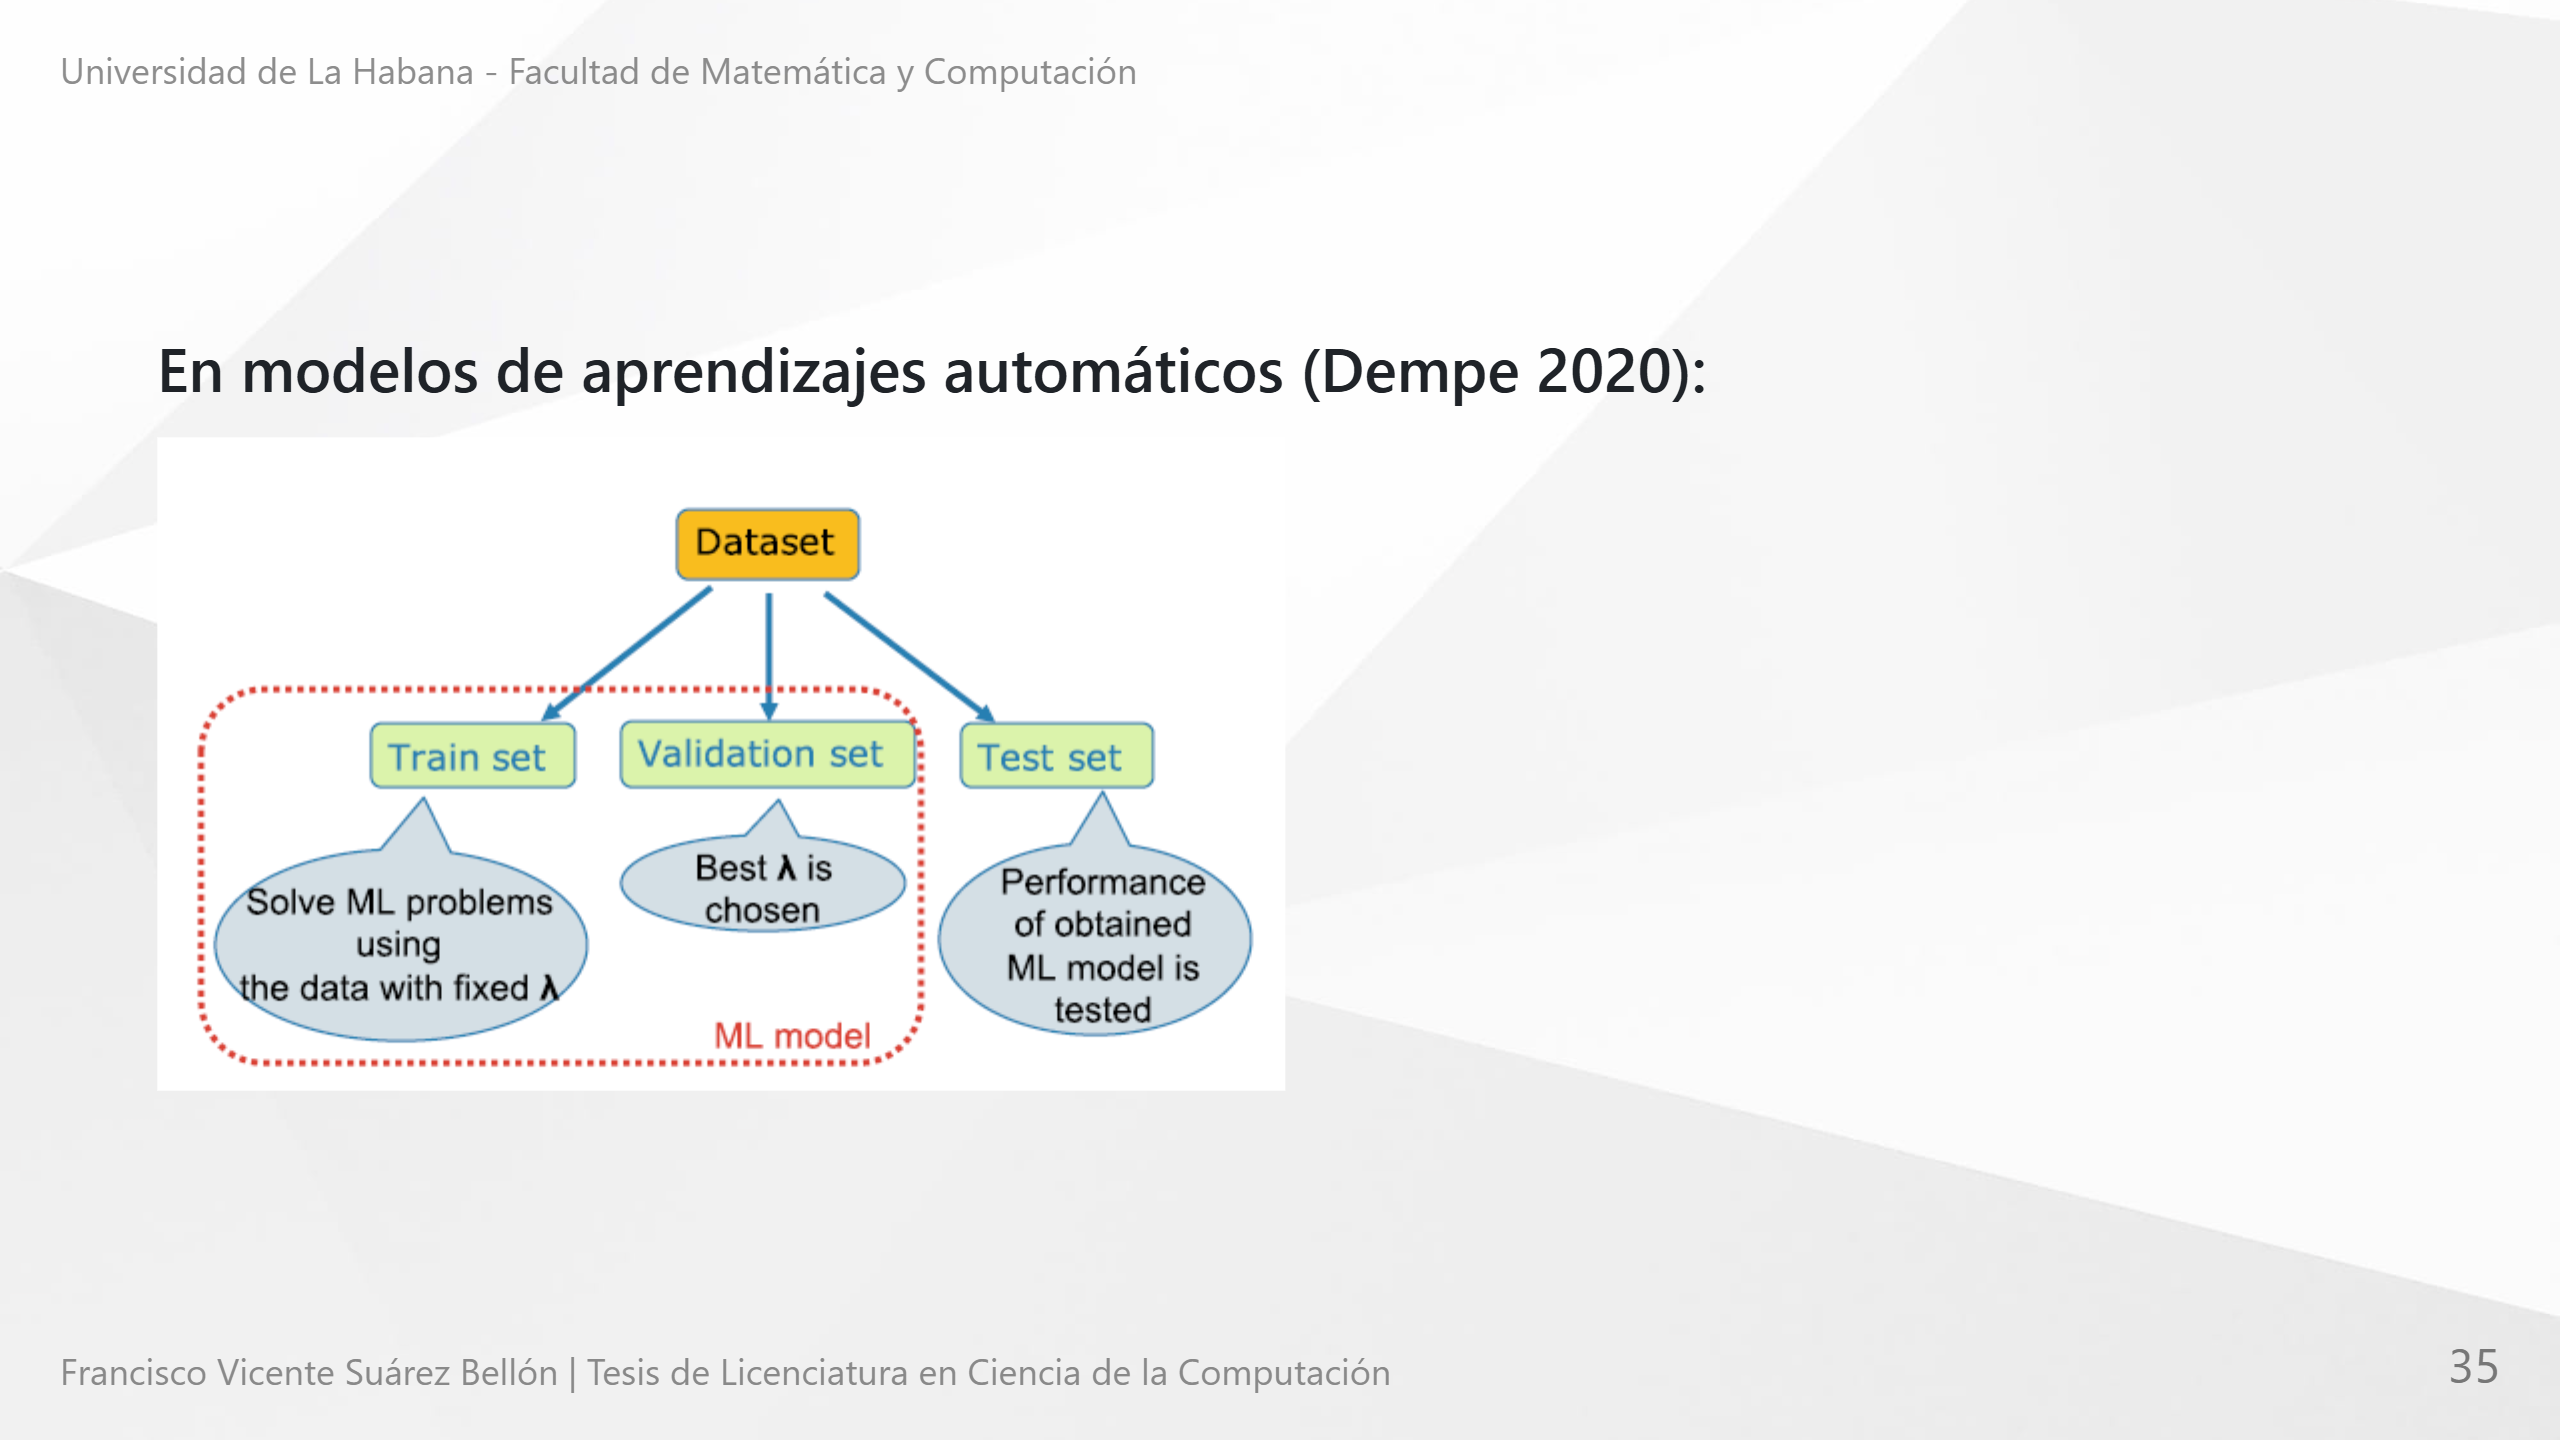 Universidad de La Habana - Facultad de Matemática y Computación
En modelos de aprendizajes automáticos (Dempe 2020):
Dataset
Train set
Validation set
Test set
Solve ML problems
using
the data with fixed λ
Best λ is
chosen
Performance
of obtained
ML model is
tested
ML model
Francisco Vicente Suárez Bellón | Tesis de Licenciatura en Ciencia de la Computación
35